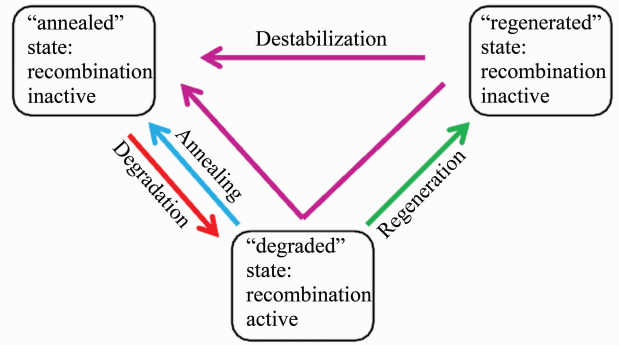 “annealed”
state:
recombination
inactive
Destabilization
“regenerated”
state:
recombination
inactive
Annealing
Degradation
Regeneration
“degraded”
state:
recombination
active